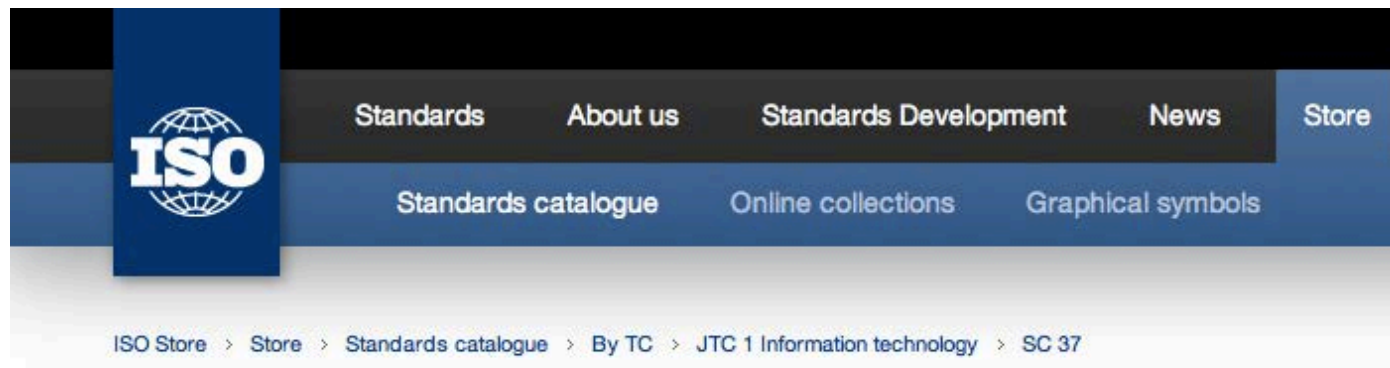 Standards About us Standards Development News Store
ISO
Standards catalogue Online collections Graphical symbols
ISO Store > Store > Standards catalogue > By TC > JTC 1 Information technology > SC 37